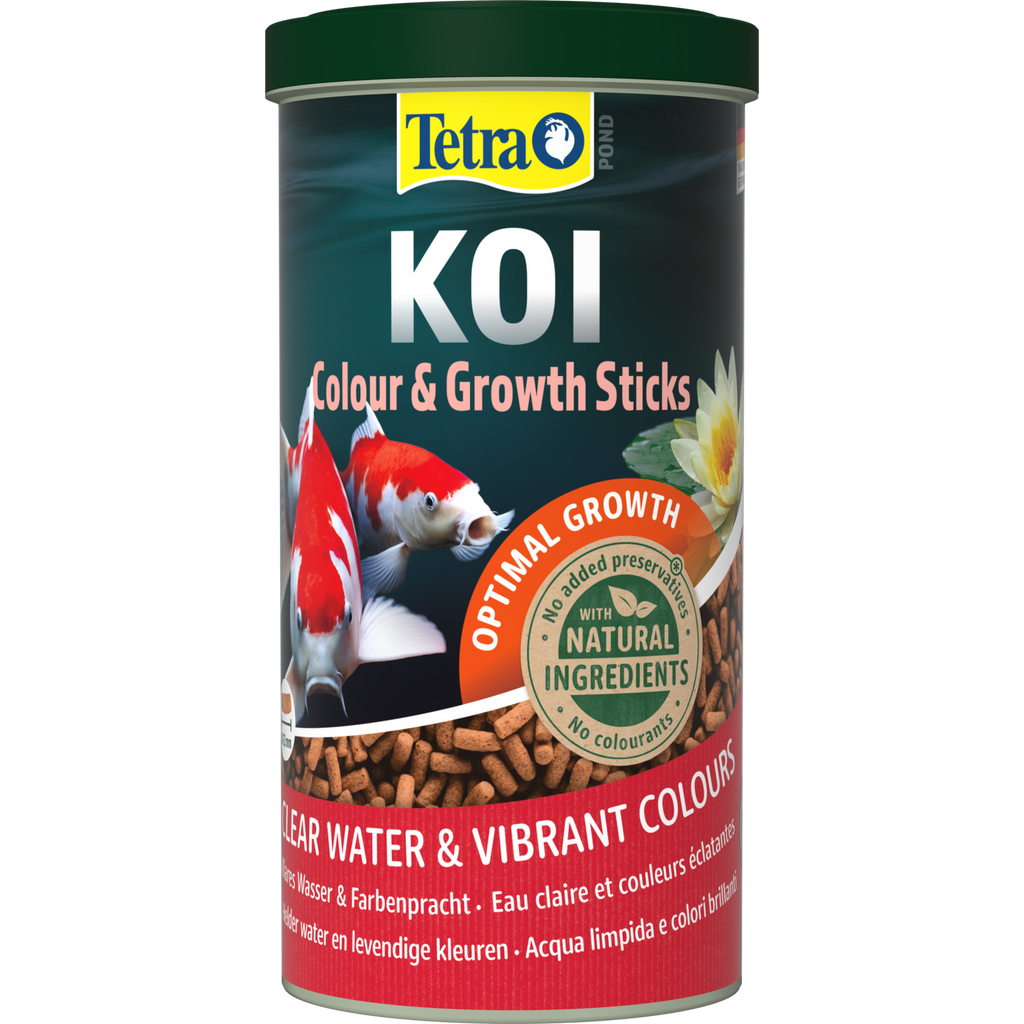 Tetra
POND
KOI
Colour & Growth Sticks
OPTIMAL GROWTH
No added preservatives*
WITH
NATURAL
INGREDIENTS
No colourants
CLEAR WATER & VIBRANT COLOURS
Wasser & Farbenpracht • Eau claire et couleurs éclatantes
water en levendige kleuren • Acqua limpida e colori brillanti